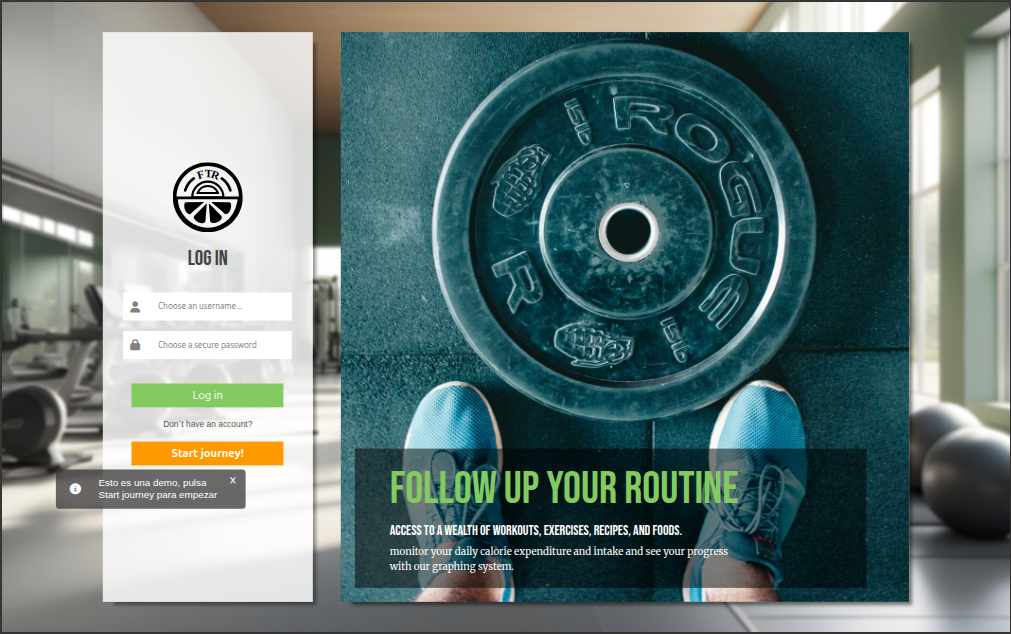 FTR
LOG IN
Choose an username...
Choose a secure password
Log in
Don't have an account?
Start journey!
Esto es una demo, pulsa
Start journey para empezar
X
ROGUE
15lb
R
15lb
FOLLOW UP YOUR ROUTINE
ACCESS TO A WEALTH OF WORKOUTS, EXERCISES, RECIPES, AND FOODS.
monitor your daily calorie expenditure and intake and see your progress
with our graphing system.